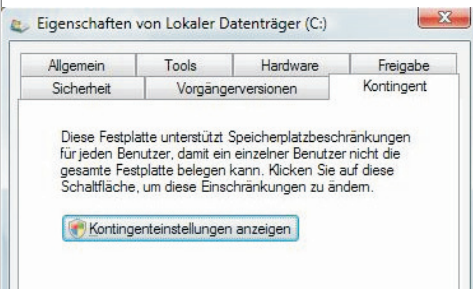 Eigenschaften von Lokaler Datenträger (C:)
Allgemein Tools Hardware Freigabe
Sicherheit Vorgängerversionen Kontingent
Diese Festplatte unterstützt Speicherplatzbeschränkungen
für jeden Benutzer, damit ein einzelner Benutzer nicht die
gesamte Festplatte belegen kann. Klicken Sie auf diese
Schaltfläche, um diese Einschränkungen zu ändern.
Kontingenteinstellungen anzeigen